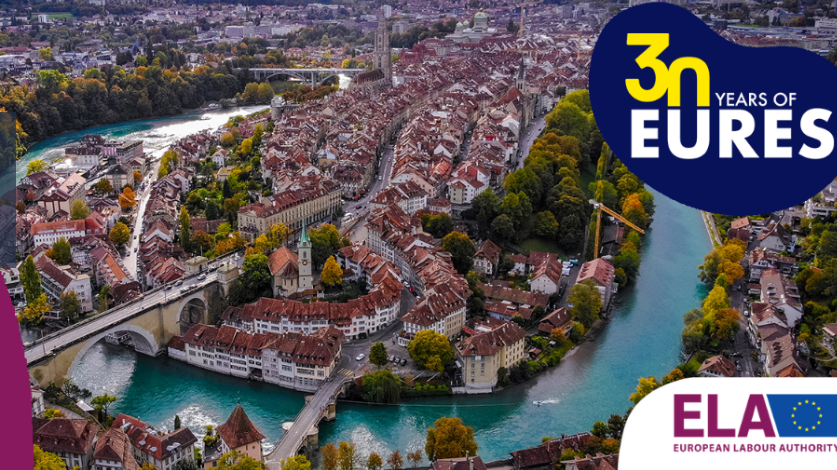 30
YEARS OF
EURES
ELA
EUROPEAN LABOUR AUTHORITY